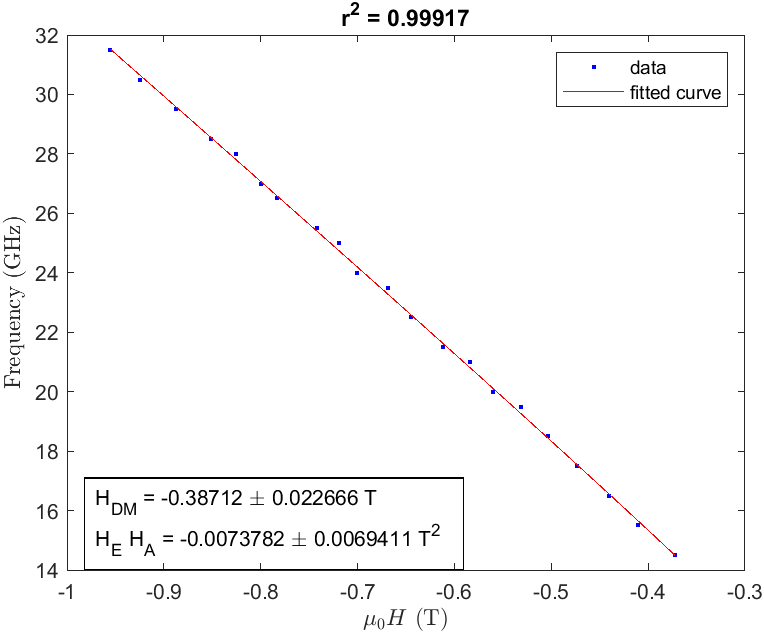 r² = 0.99917
32
30
28
26
24
22
20
18
16
14
Frequency (GHz)
data
fitted curve
H_DM = -0.38712 ± 0.022666 T
H_E H_A = -0.0073782 ± 0.0069411 T²
-1 -0.9 -0.8 -0.7 -0.6 -0.5 -0.4 -0.3
μ₀H (T)